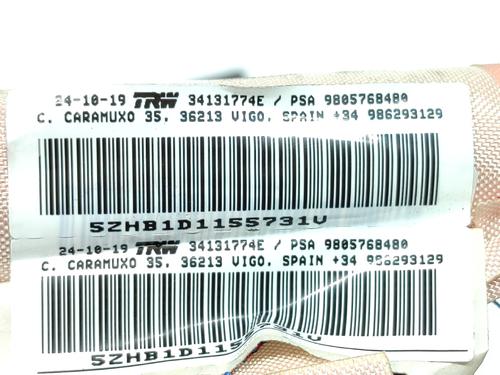 24-10-19 TRW 34131774E / PSA 9805768480
C. CARAMUXO 35. 36213 VIGO. SPAIN +34 986293129
5ZHB1D1155731V
24-10-19 TRW 34131774E / PSA 9805768480
C. CARAMUXO 35. 36213 VIGO. SPAIN +34 986293129
5ZHB1D1155731V